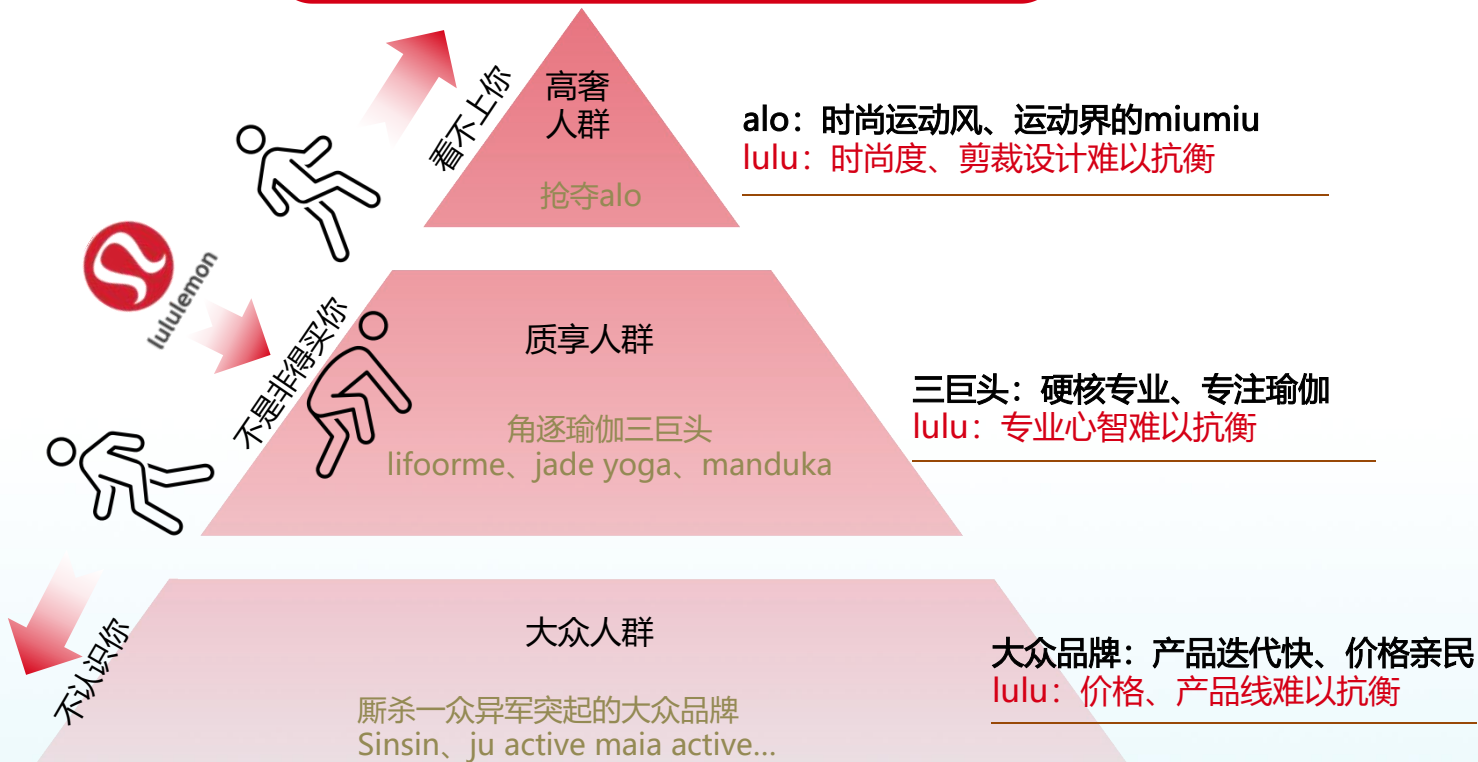 看不上你
高奢
人群
抢夺alo
alo：时尚运动风、运动界的miumiu
lulu：时尚度、剪裁设计难以抗衡
lululemon
不是非得买你
质享人群
角逐瑜伽三巨头
lifoorme、jade yoga、manduka
三巨头：硬核专业、专注瑜伽
lulu：专业心智难以抗衡
不认识你
大众人群
厮杀一众异军突起的大众品牌
Sinsin、ju active maia active...
大众品牌：产品迭代快、价格亲民
lulu：价格、产品线难以抗衡